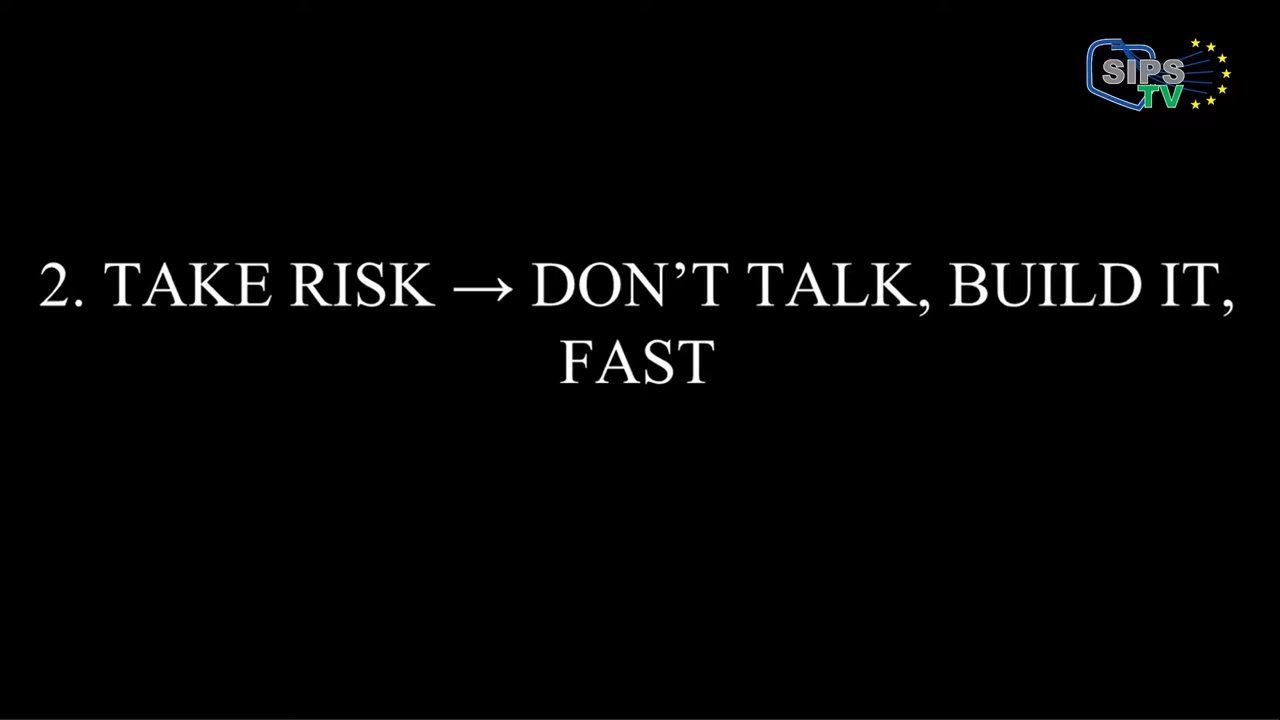 SIPS
TV
2. TAKE RISK → DON’T TALK, BUILD IT,
FAST